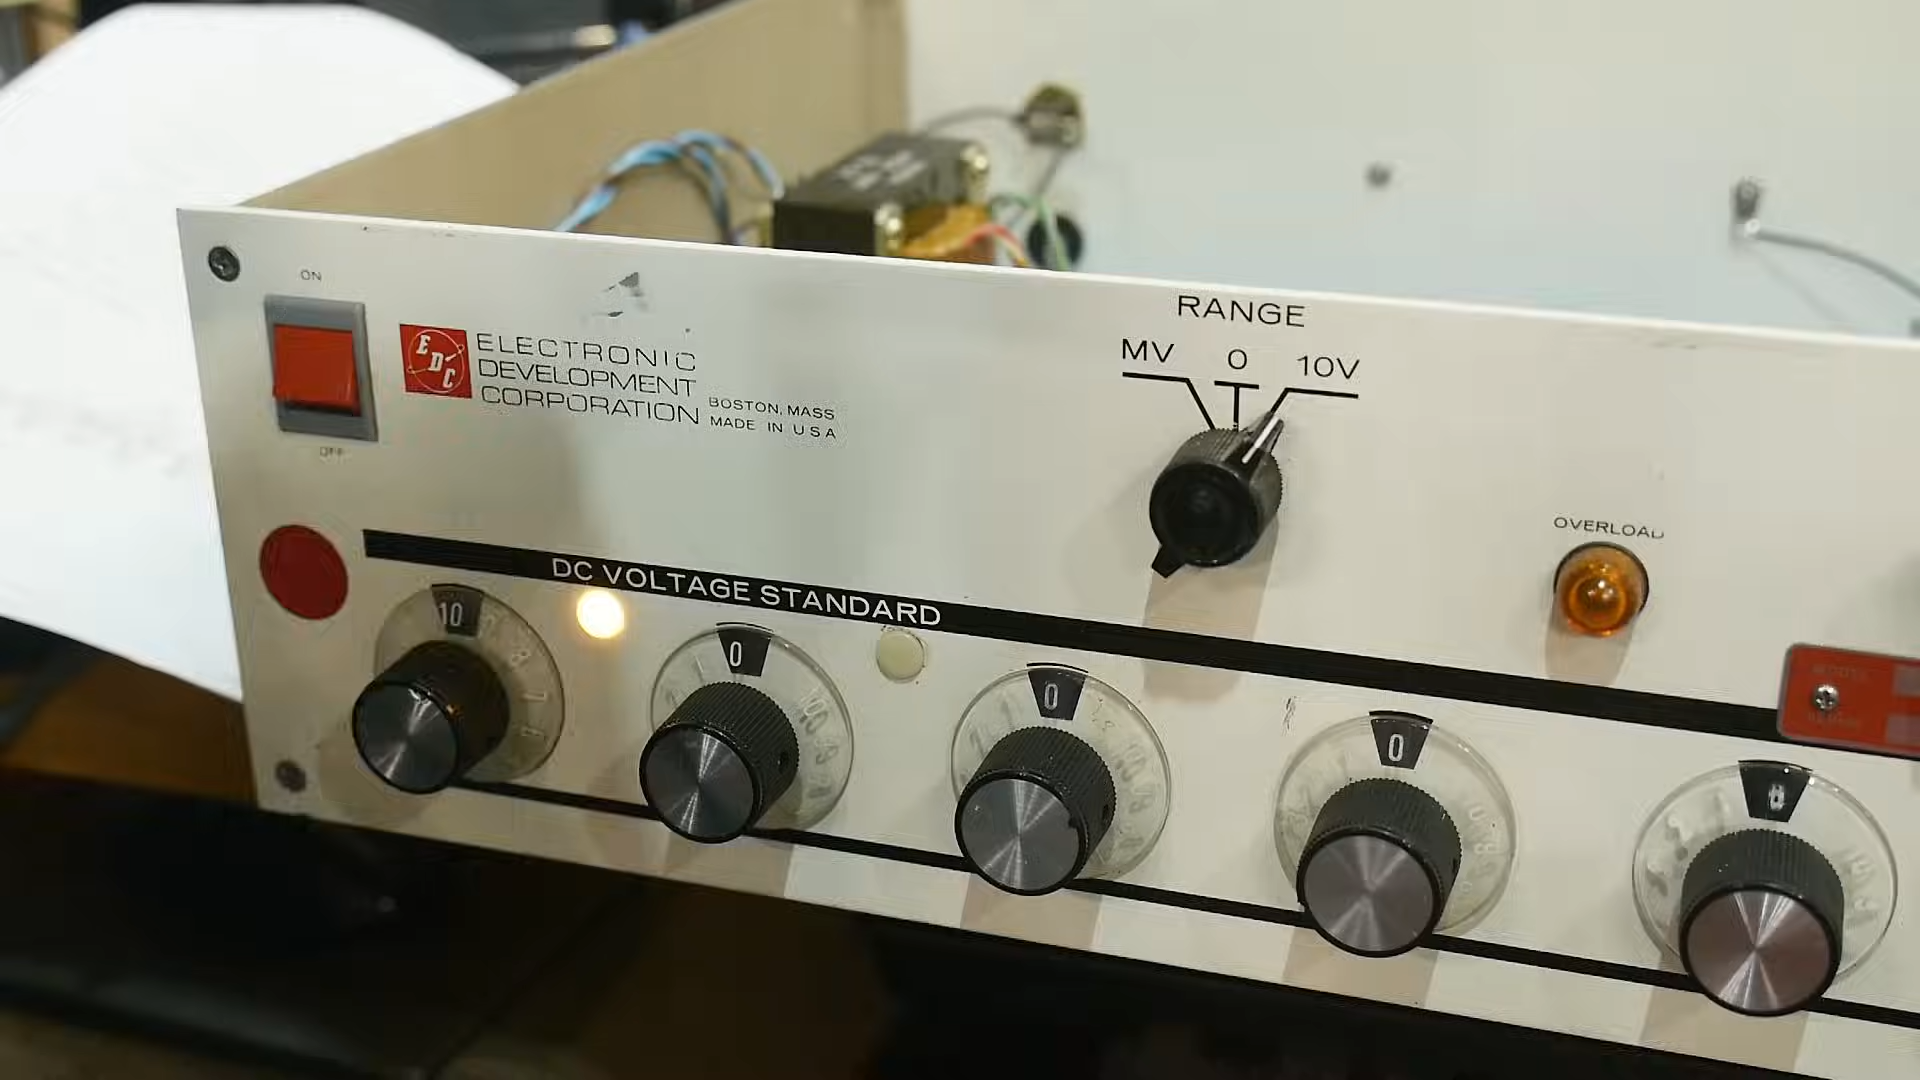 ON
EDC
ELECTRONIC
DEVELOPMENT
CORPORATION
BOSTON, MASS
MADE IN USA
OFF
RANGE
MV 0 10V
OVERLOAD
DC VOLTAGE STANDARD
10 0 0 0